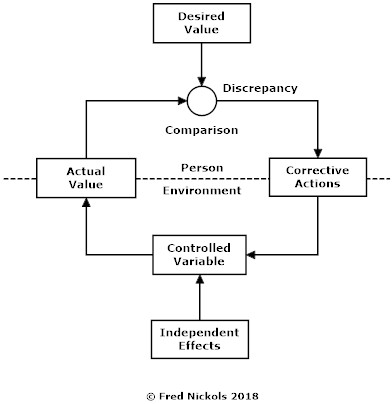 Desired
Value
Discrepancy
Comparison
Actual
Value
Person
Environment
Corrective
Actions
Controlled
Variable
Independent
Effects
© Fred Nickols 2018